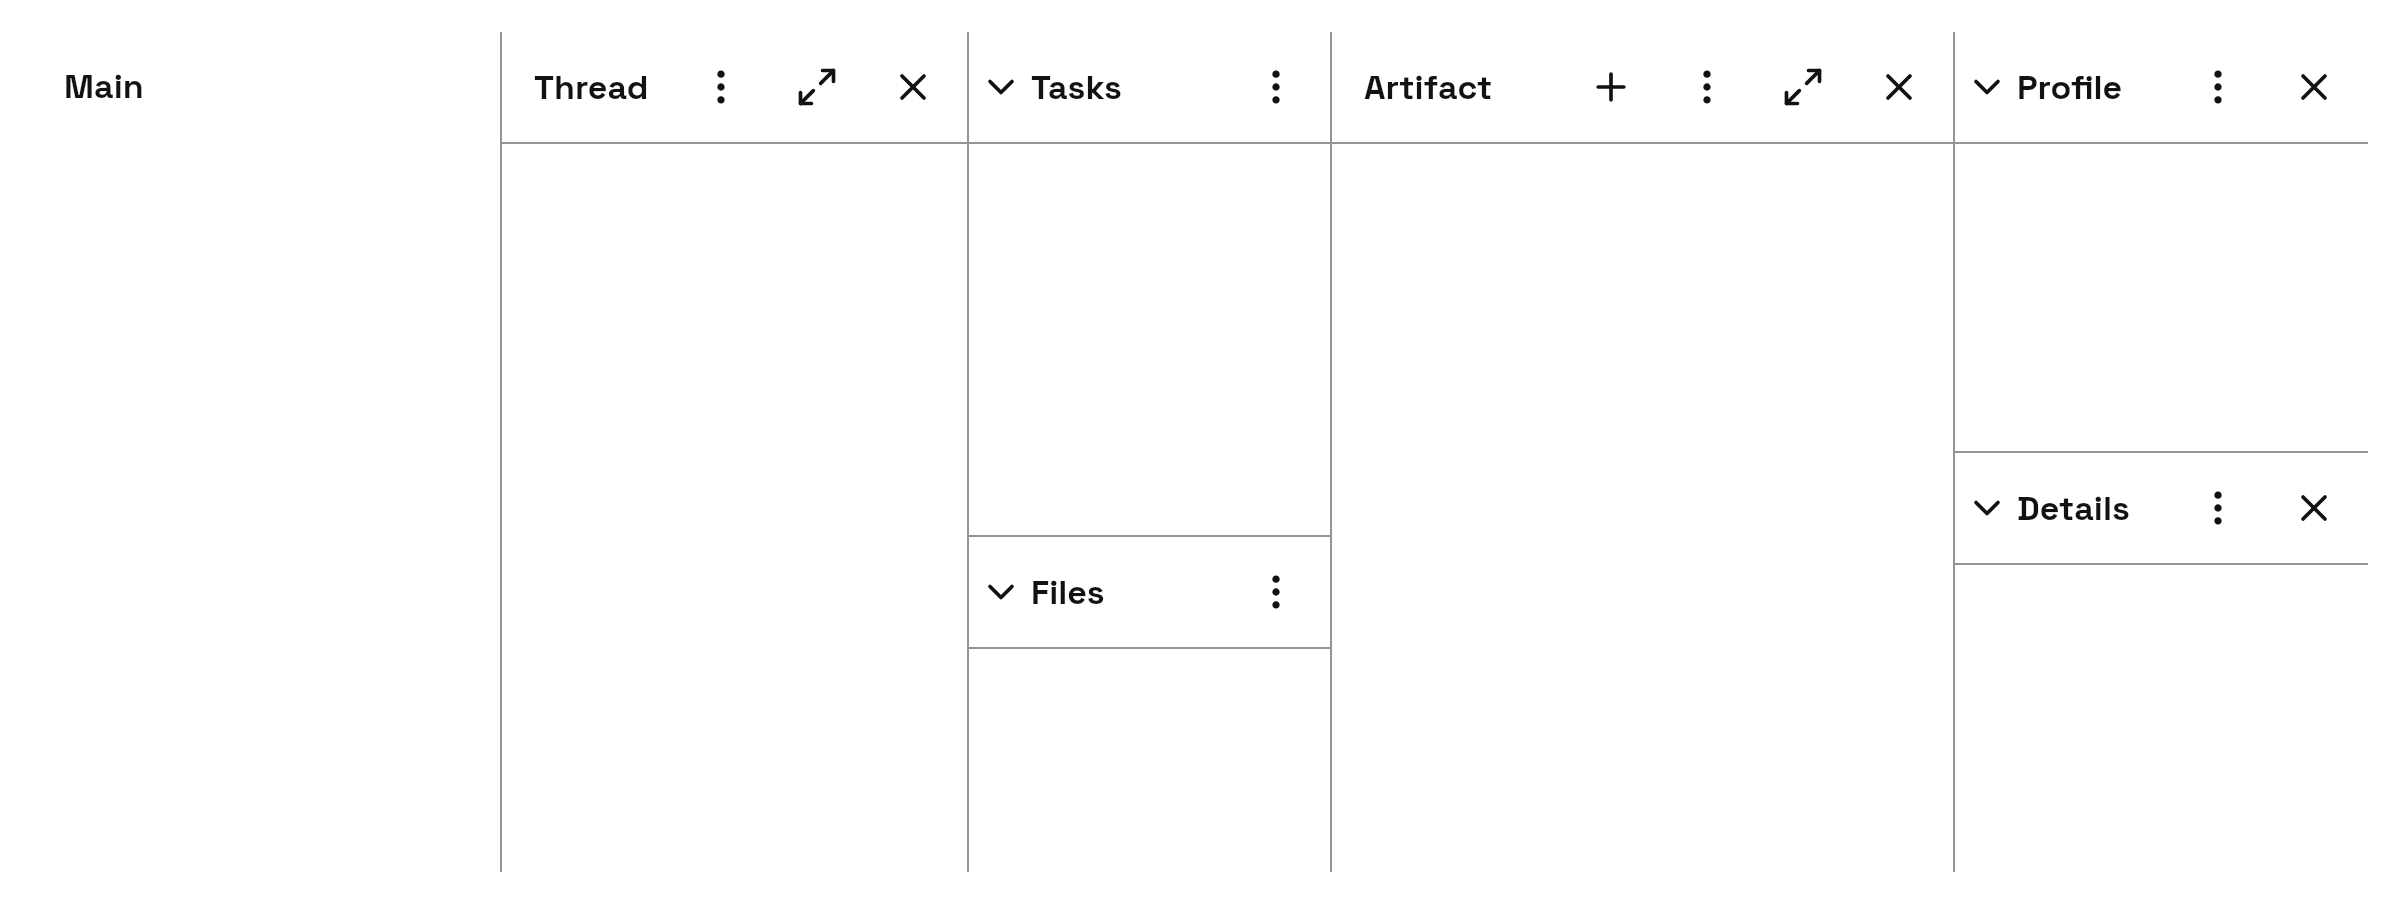 Main
Thread
Tasks
Artifact
Profile
Details
Files